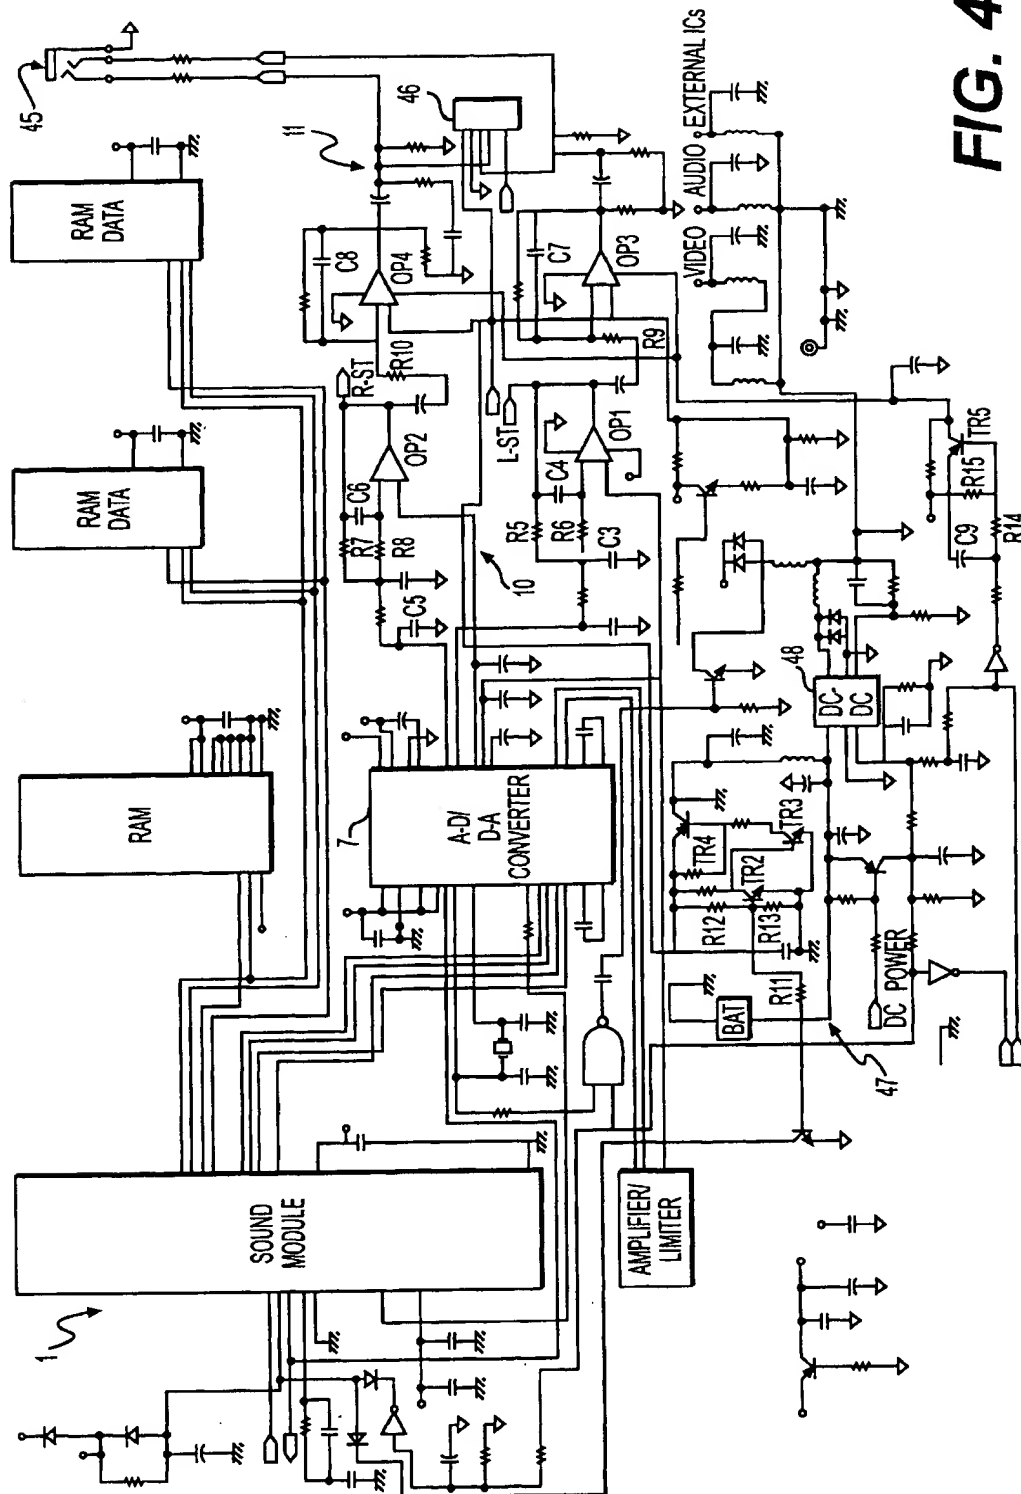 FIG. 4
45
RAM DATA
RAM DATA
RAM
SOUND MODULE
1
11
46
C8
OP4
R10
R-ST
OP2
C6
R7
R8
C5
10
7
A-D/ D-A CONVERTER
AMPLIFIER/ LIMITER
C7
OP3
R9
L-ST
OP1
C4
R5
R6
C3
VIDEO
AUDIO
EXTERNAL ICs
TR4
TR3
TR2
R12
R13
R11
BAT
47
DC POWER
48
DC- DC
TR5
R15
C9
R14